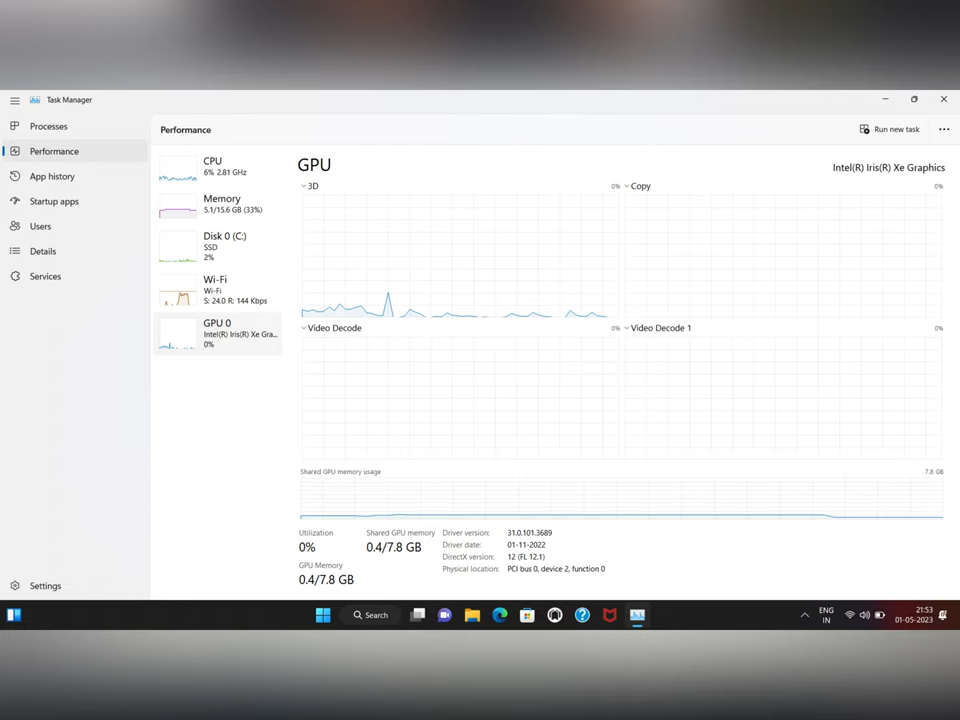 Task Manager
Processes
Performance
App history
Startup apps
Users
Details
Services
Settings
Performance
Run new task
CPU
6% 2.81 GHz
Memory
5.1/15.6 GB (33%)
Disk 0 (C:)
SSD
2%
Wi-Fi
Wi-Fi
S: 24.0 R: 144 Kbps
GPU 0
Intel(R) Iris(R) Xe Gra...
0%
GPU
Intel(R) Iris(R) Xe Graphics
3D 0%
Copy 0%
Video Decode 0%
Video Decode 1 0%
Shared GPU memory usage 7.8 GB
Utilization
0%
Shared GPU memory
0.4/7.8 GB
GPU Memory
0.4/7.8 GB
Driver version: 31.0.101.3689
Driver date: 01-11-2022
DirectX version: 12 (FL 12.1)
Physical location: PCI bus 0, device 2, function 0
Search
ENG
IN
21:53
01-05-2023